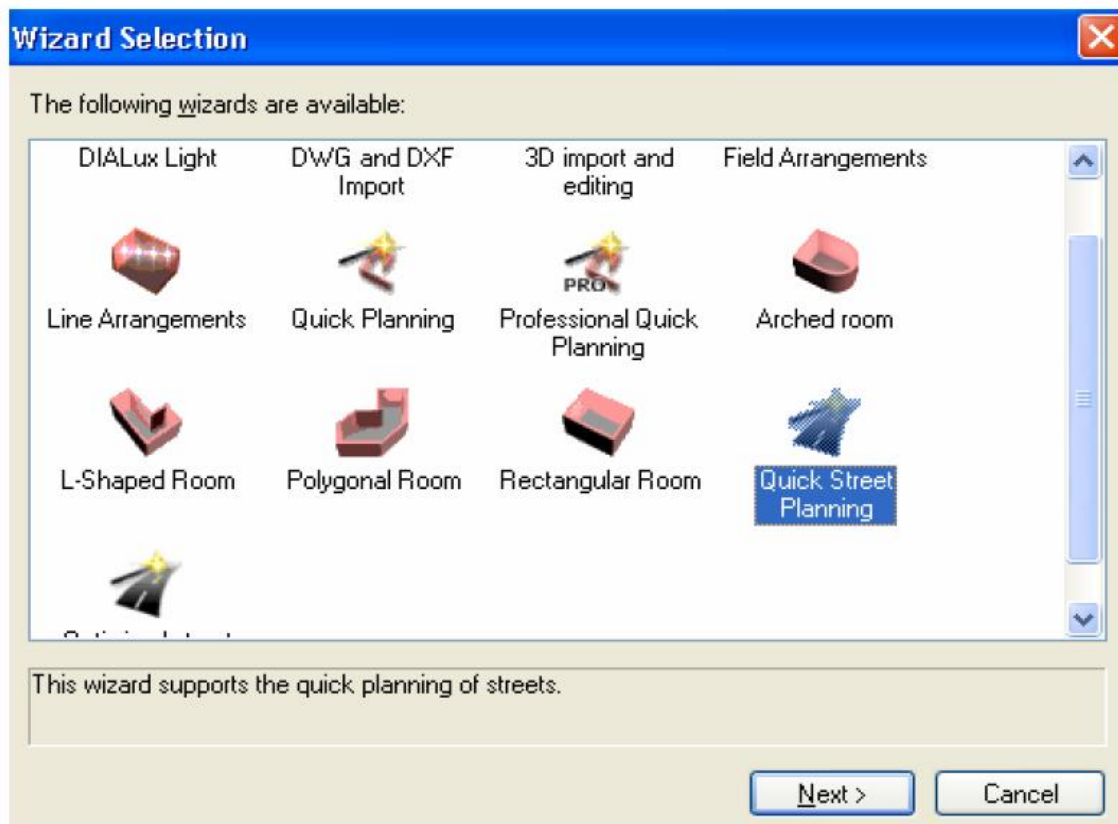 Wizard Selection
The following wizards are available:
DIALux Light
DWG and DXF
Import
3D import and
editing
Field Arrangements
Line Arrangements
Quick Planning
PRO
Professional Quick
Planning
Arched room
L-Shaped Room
Polygonal Room
Rectangular Room
Quick Street
Planning
This wizard supports the quick planning of streets.
Next >
Cancel